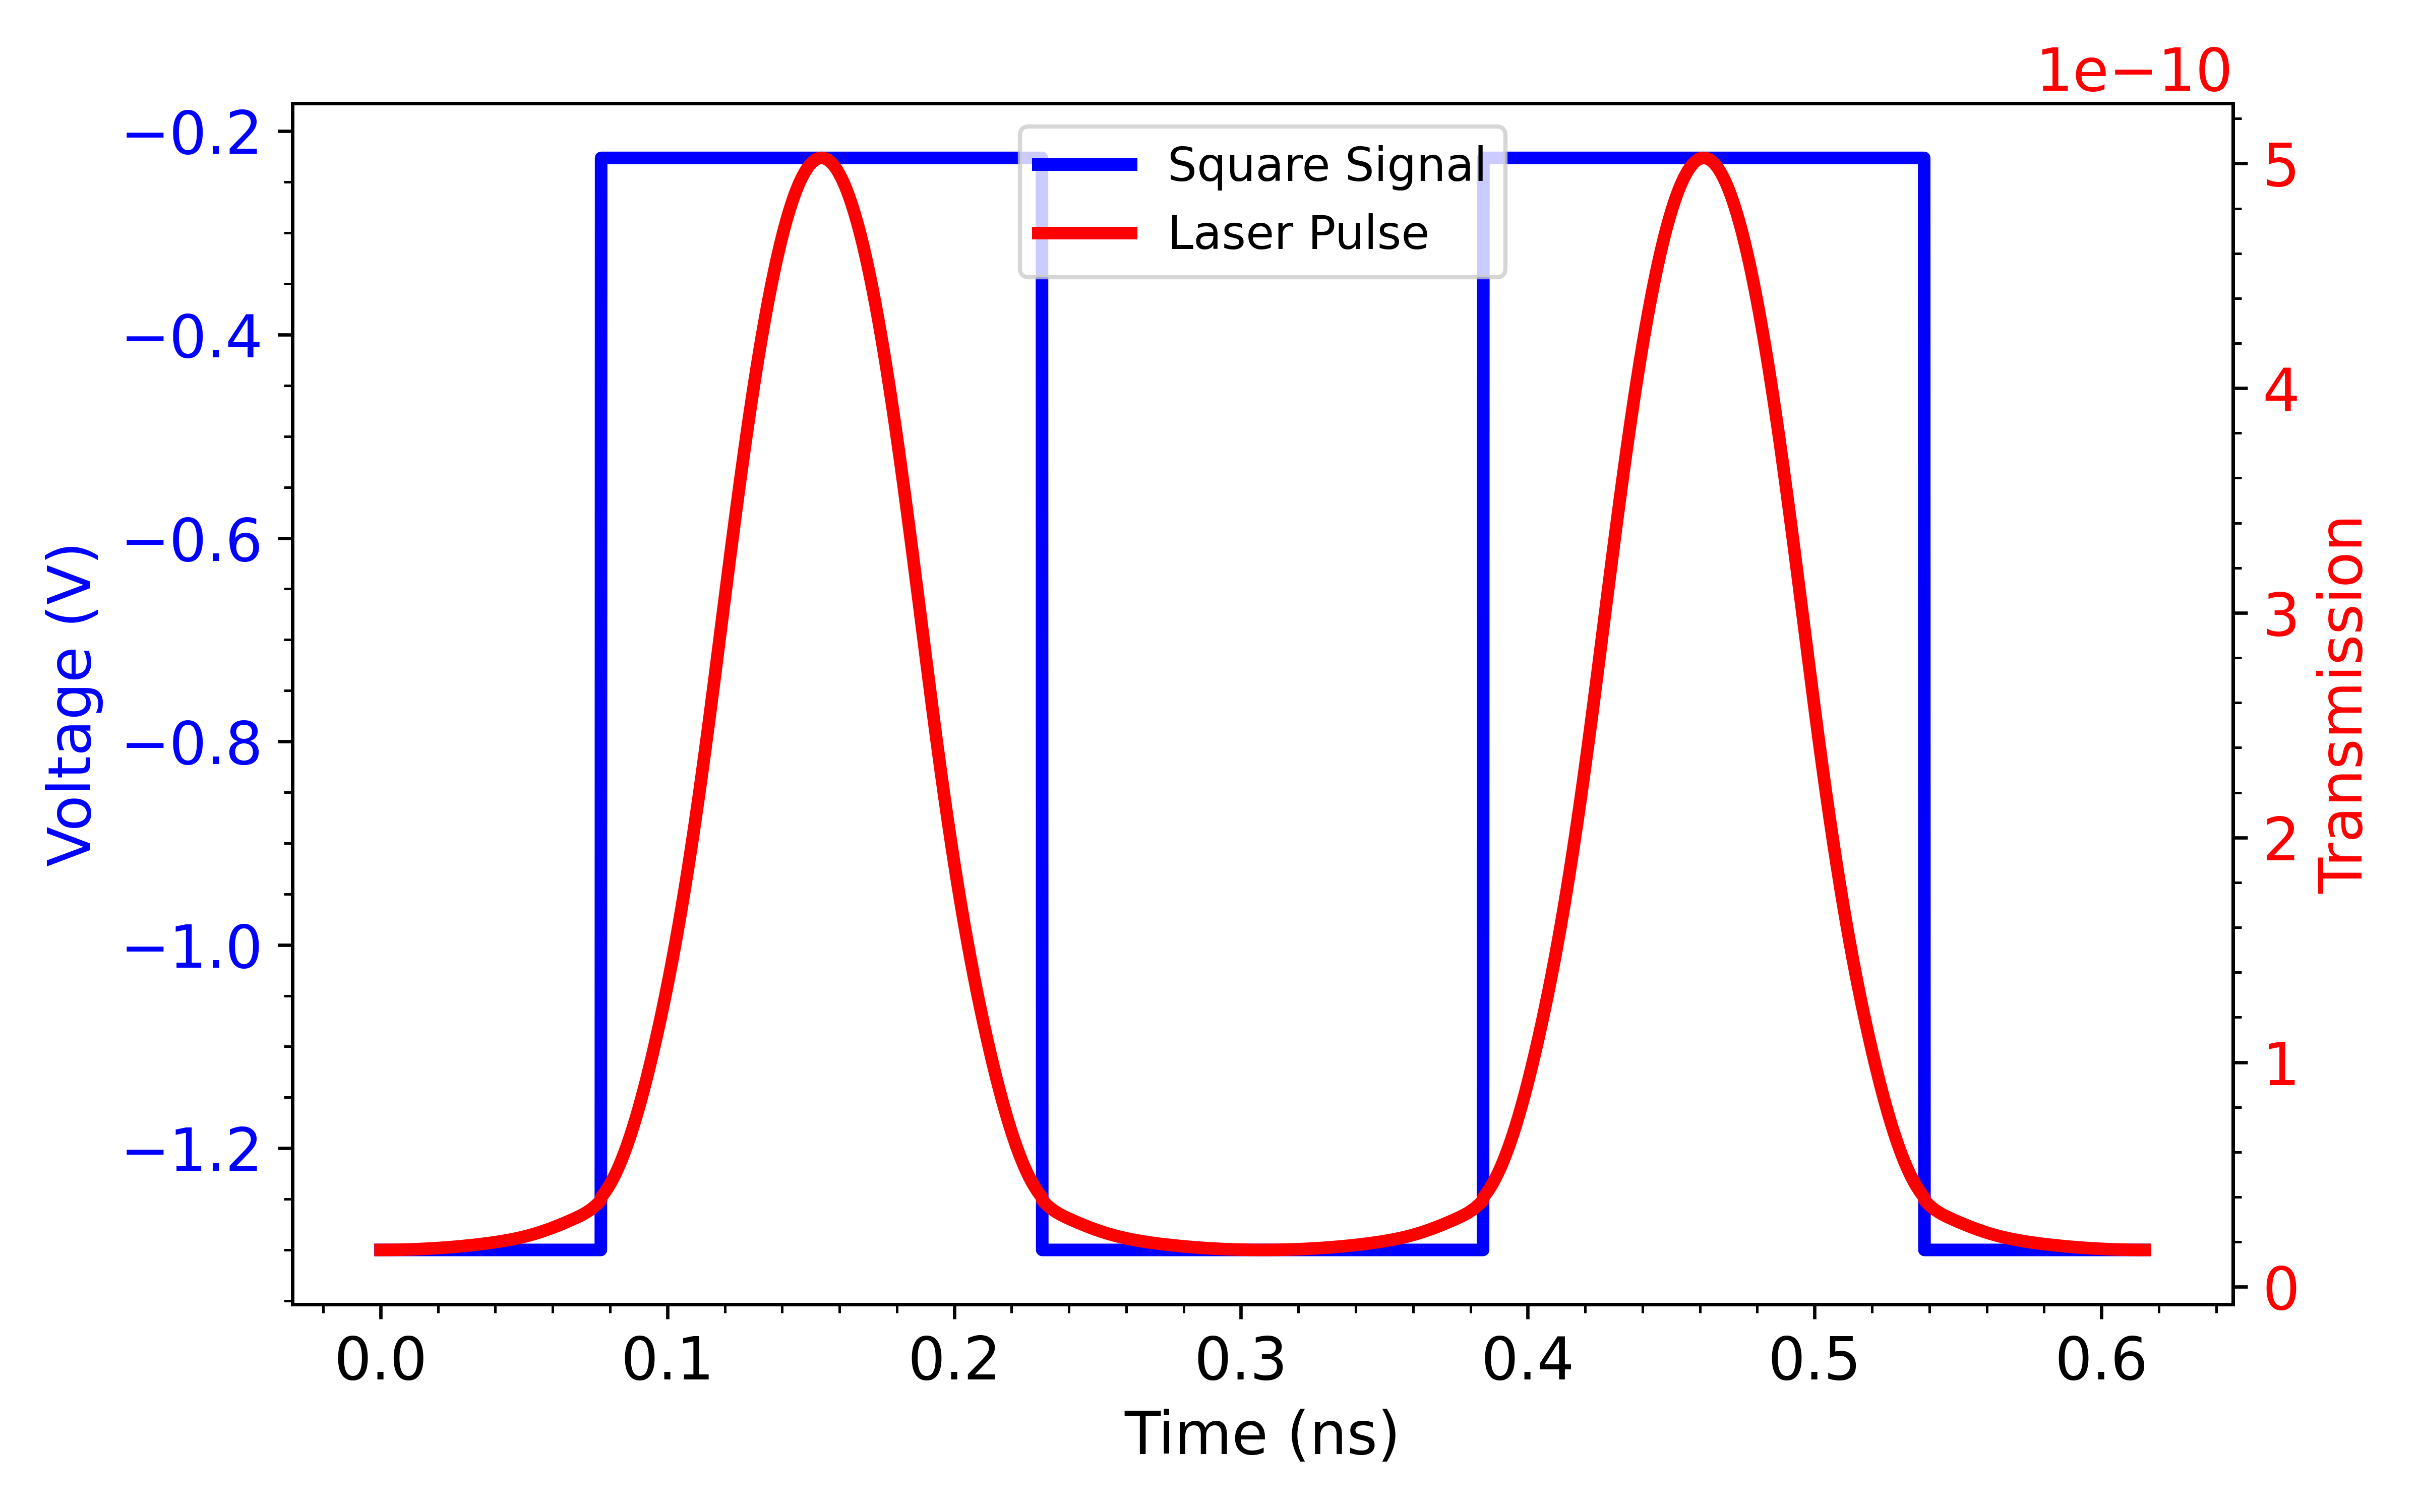 1e−10
−0.2
−0.4
−0.6
−0.8
−1.0
−1.2
Voltage (V)
Square Signal
Laser Pulse
5
4
3
2
1
0
Transmission
0.0 0.1 0.2 0.3 0.4 0.5 0.6
Time (ns)